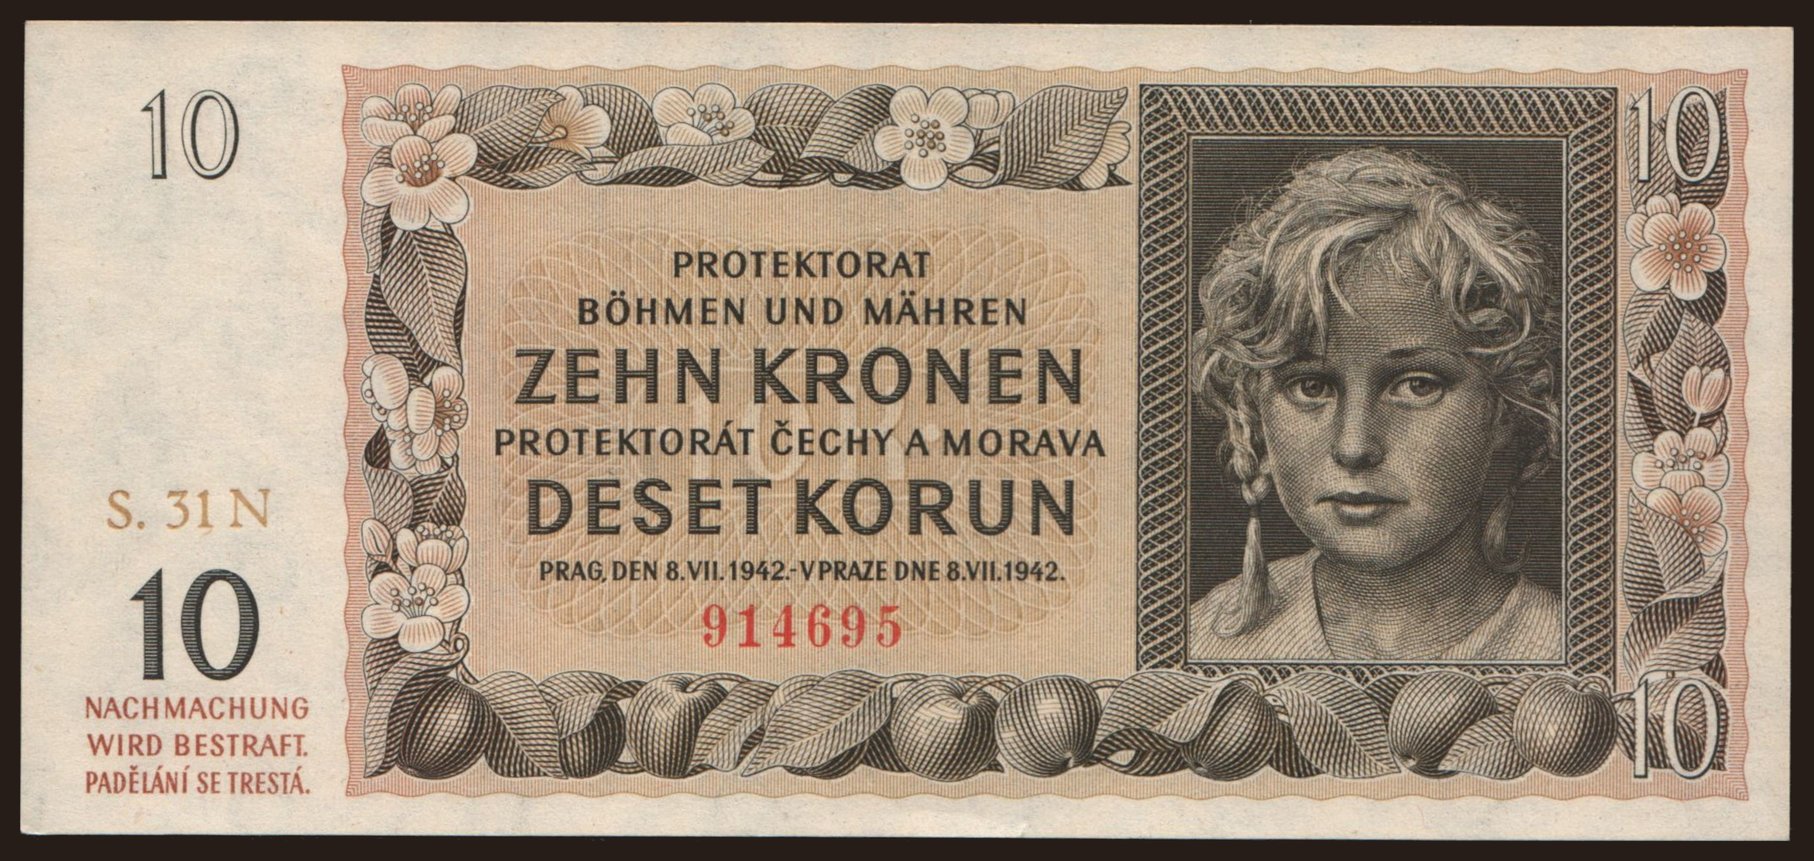 10
10
PROTEKTORAT
BÖHMEN UND MÄHREN
ZEHN KRONEN
PROTEKTORÁT ČECHY A MORAVA
DESET KORUN
PRAG, DEN 8.VII.1942.-V PRAZE DNE 8.VII.1942.
914695
S. 31 N
10
NACHMACHUNG
WIRD BESTRAFT.
PADĚLÁNÍ SE TRESTÁ.
10